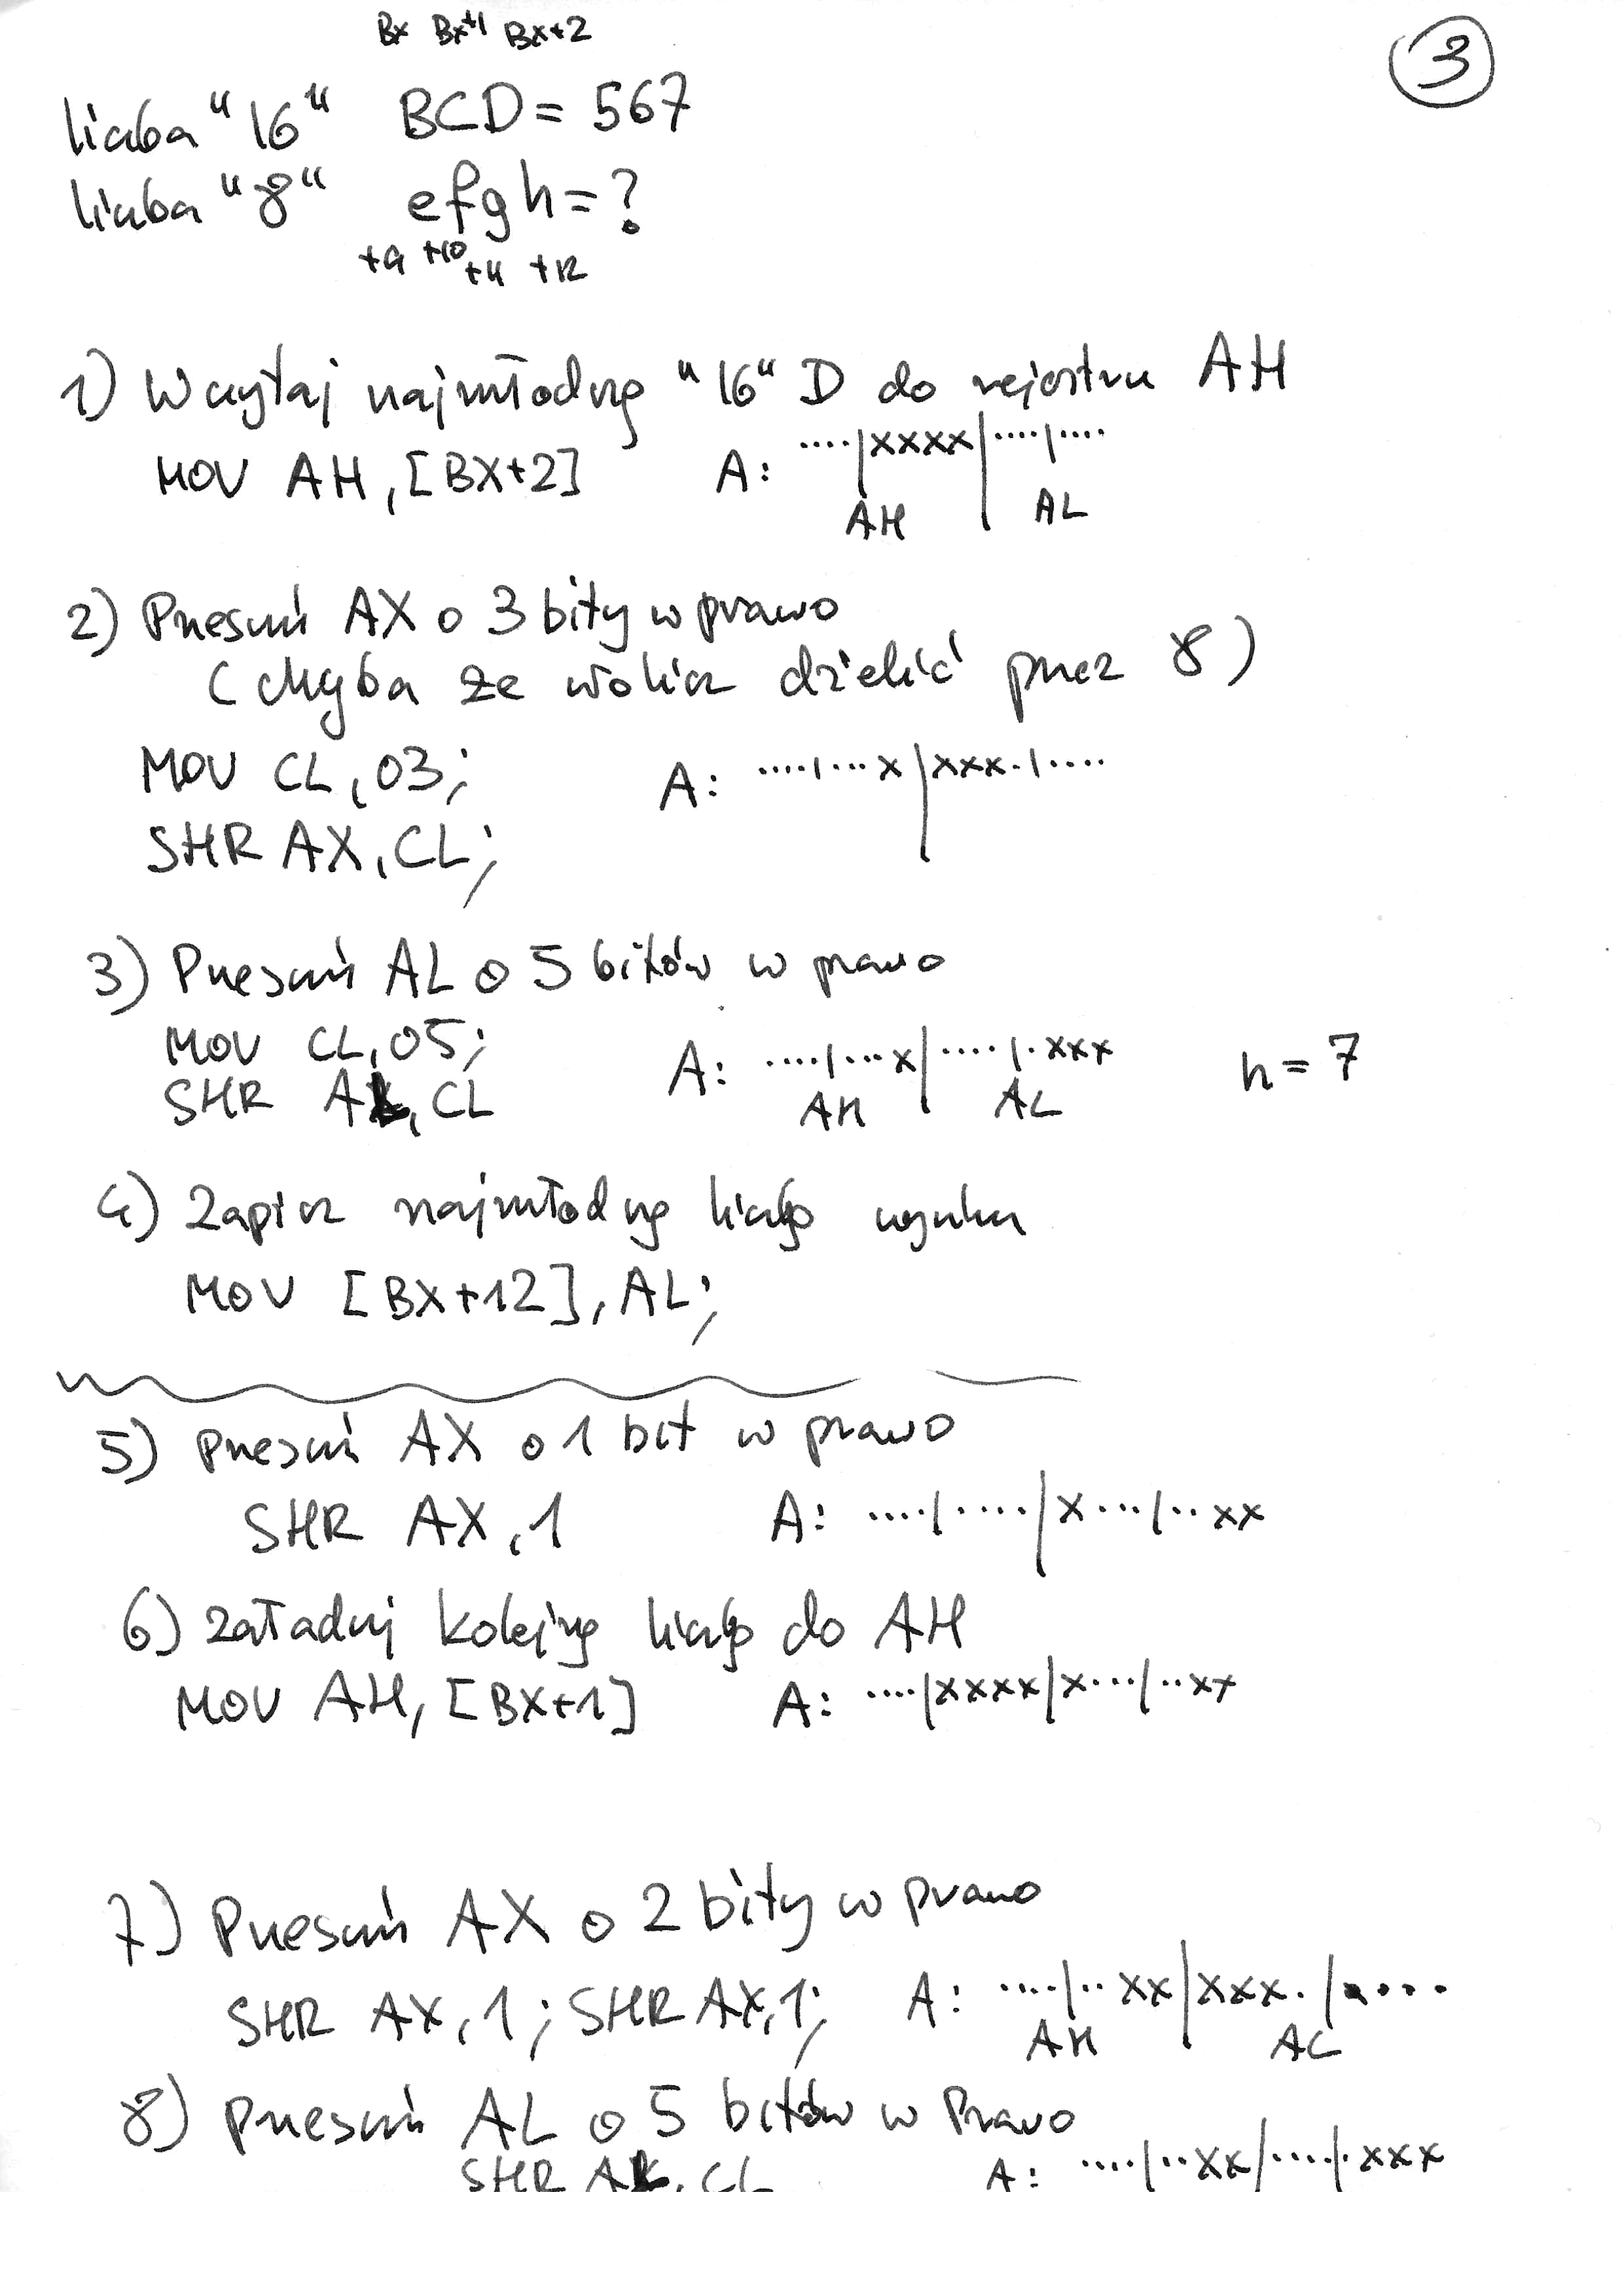 Bx Bx+1 Bx+2
3
liczba "16" BCD = 567
liczba "8" efgh = ?
+9 +10 +11 +12
1) Wczytaj najmłodszą "16" D do rejestru AH
MOV AH, [BX+2] A: ....|xxxx|....|....
AH AL
2) Przesuń AX o 3 bity w prawo
(chyba że wolisz dzielić przez 8)
MOV CL, 03; A: ....|...x|xxx.|....
SHR AX, CL;
3) Przesuń AL o 5 bitów w prawo
MOV CL, 05; A: ....|...x|....|.xxx h = 7
SHR AL, CL AH AL
4) Zapisz najmłodszą liczbę wyniku
MOV [BX+12], AL;
5) przesuń AX o 1 bit w prawo
SHR AX, 1 A: ....|....|x...|..xx
6) załaduj kolejną liczbę do AH
MOV AH, [BX+1] A: ....|xxxx|x...|..xx
7) Przesuń AX o 2 bity w prawo
SHR AX, 1; SHR AX, 1; A: ....|..xx|xxx.|....
AH AL
8) przesuń AL o 5 bitów w Prawo
SHR AL, CL A: ....|..xx|....|.xxx